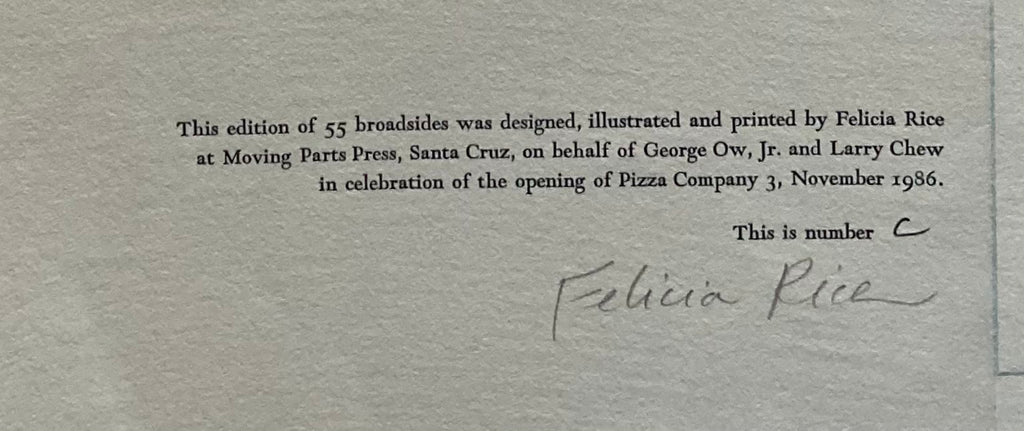 This edition of 55 broadsides was designed, illustrated and printed by Felicia Rice
at Moving Parts Press, Santa Cruz, on behalf of George Ow, Jr. and Larry Chew
in celebration of the opening of Pizza Company 3, November 1986.
This is number C
Felicia Rice